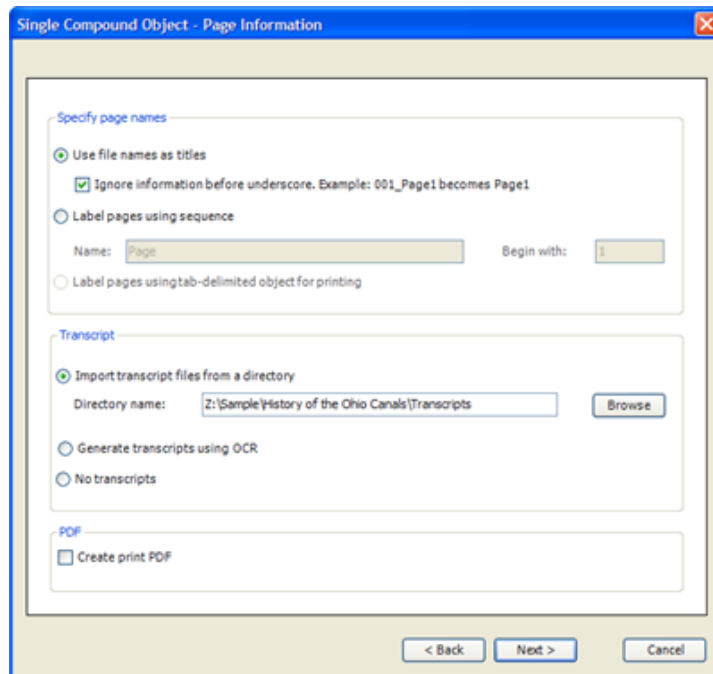 Single Compound Object - Page Information
Specify page names
Use file names as titles
Ignore information before underscore. Example: 001_Page1 becomes Page1
Label pages using sequence
Name: Page Begin with: 1
Label pages using tab-delimited object for printing
Transcript
Import transcript files from a directory
Directory name: Z:\Sample\History of the Ohio Canals\Transcripts Browse
Generate transcripts using OCR
No transcripts
PDF
Create print PDF
< Back Next > Cancel